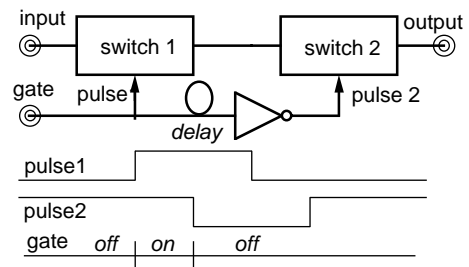 input
output
switch 1
switch 2
gate
pulse
pulse 2
delay
pulse1
pulse2
gate off on off